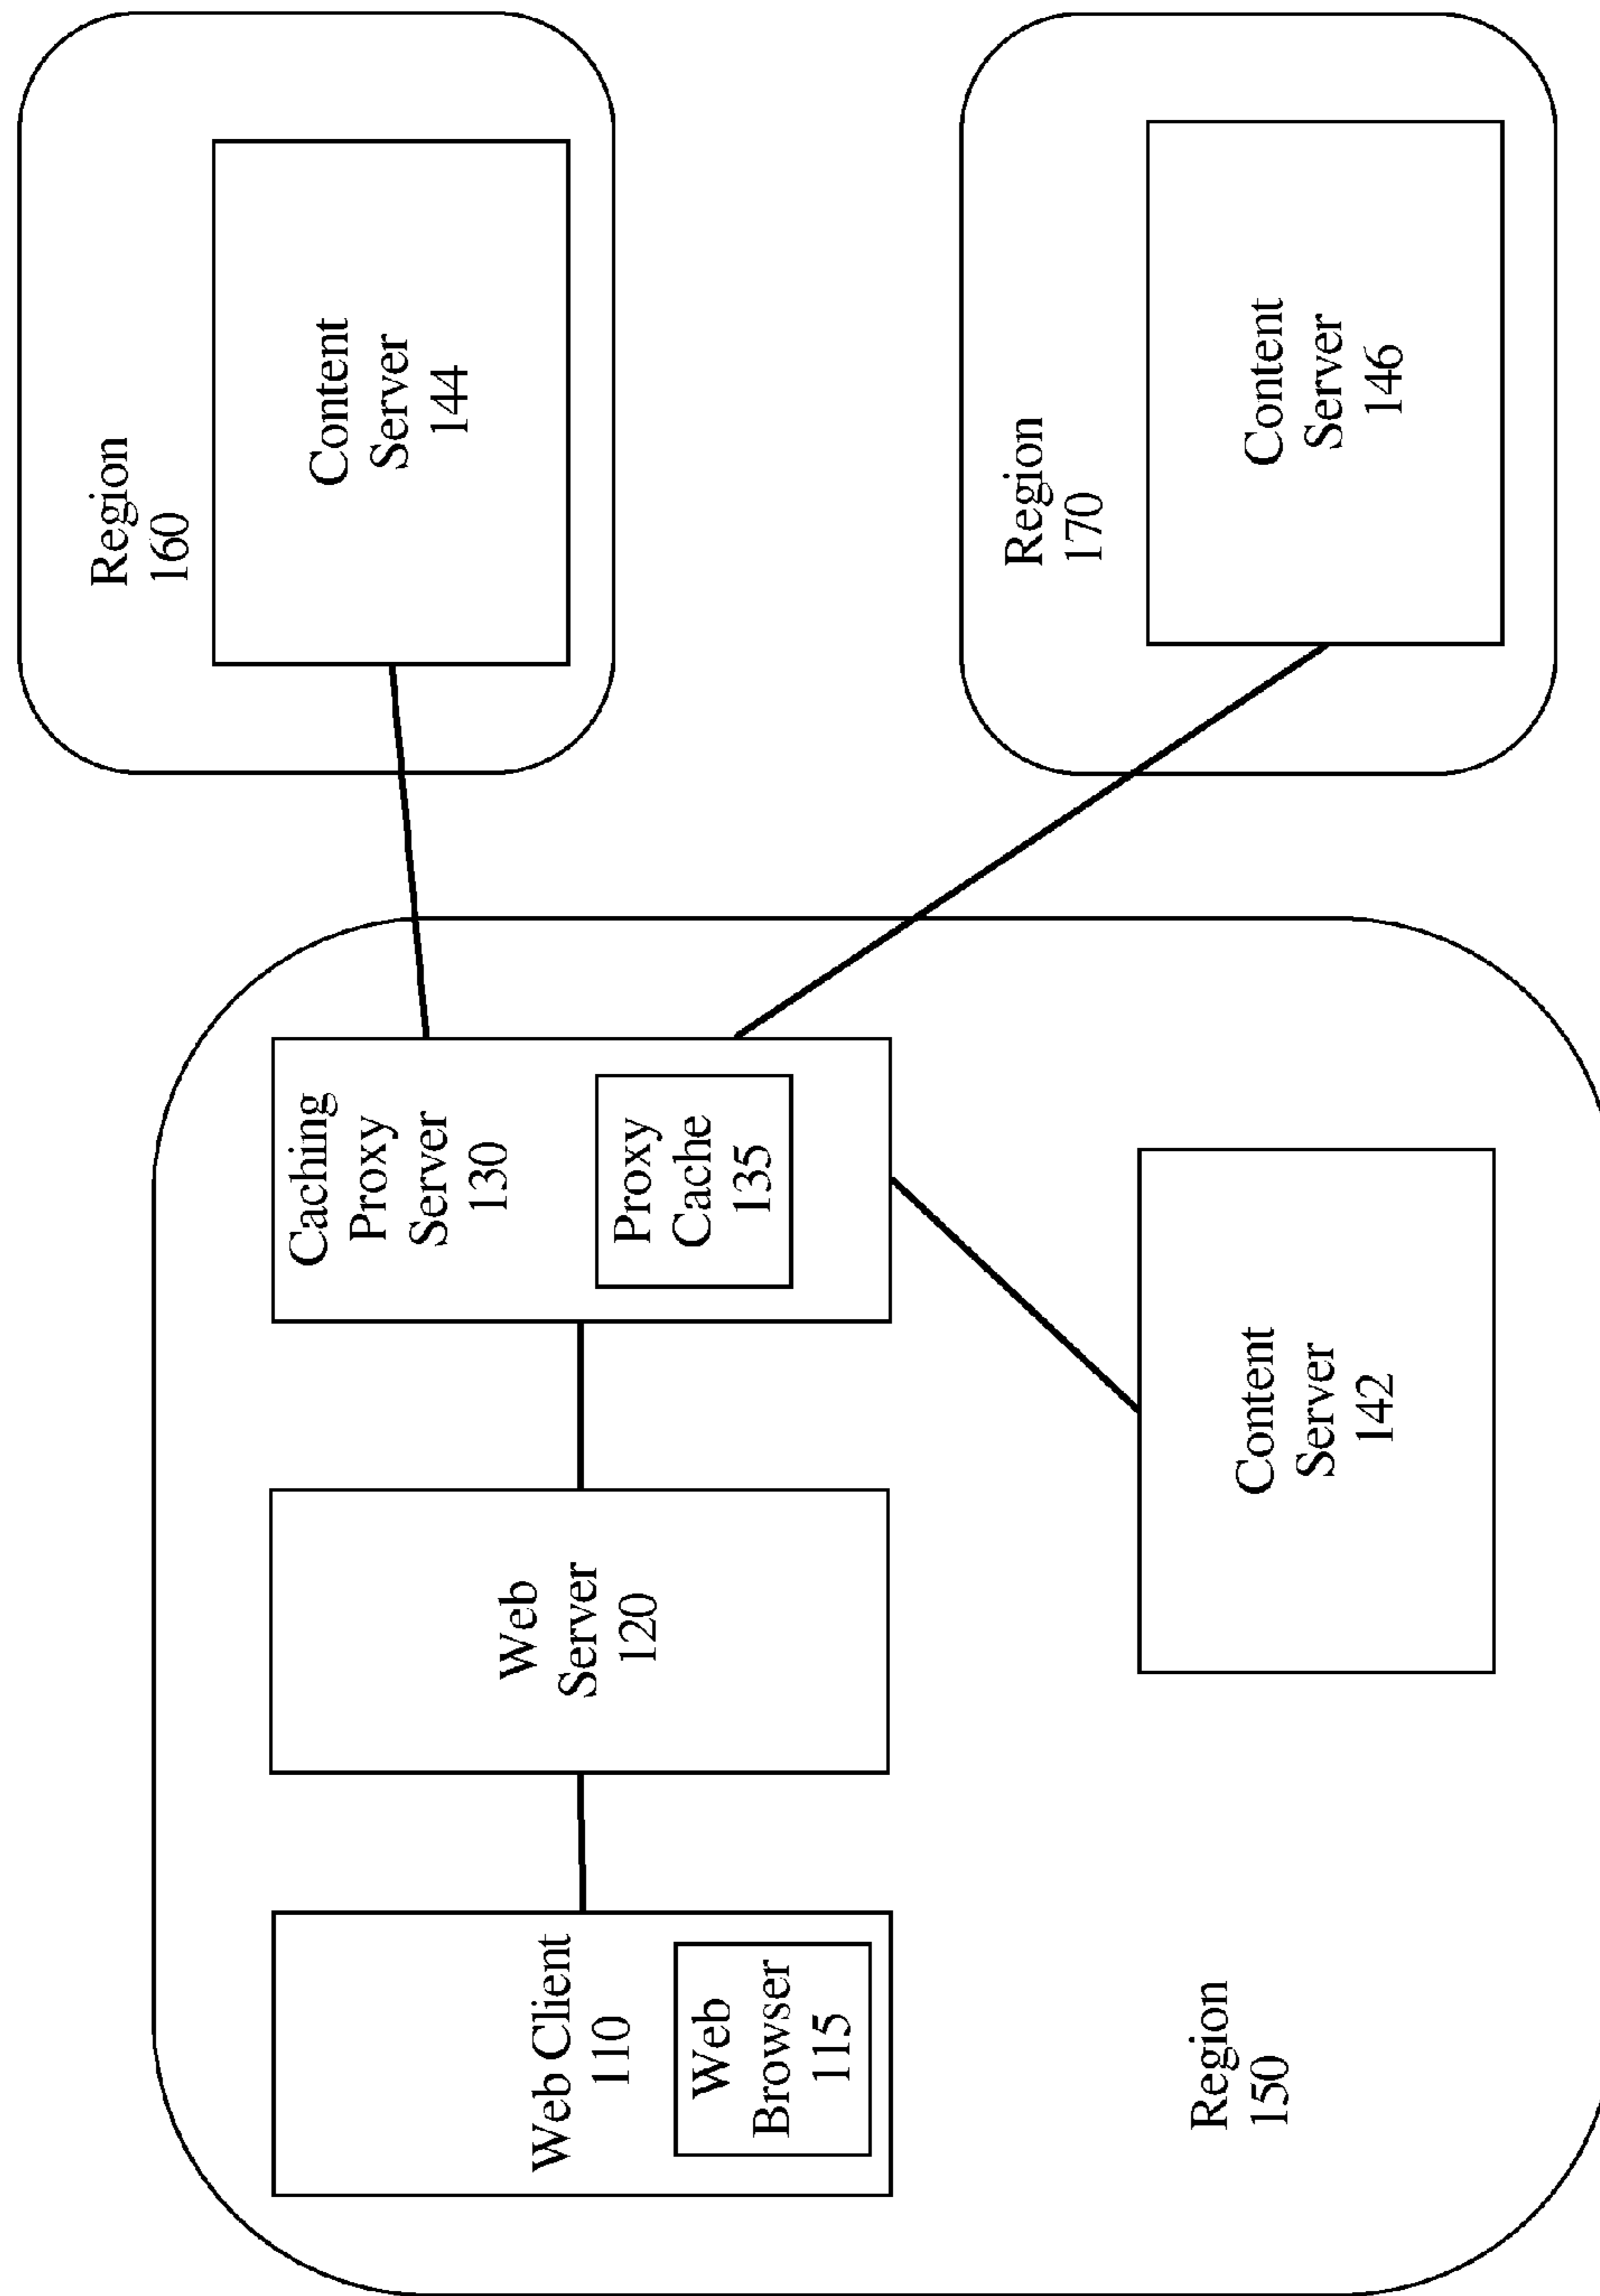 Web Client
110
Web
Browser
115
Web
Server
120
Caching
Proxy
Server
130
Proxy
Cache
135
Region
160
Content
Server
144
Region
150
Content
Server
142
Region
170
Content
Server
146